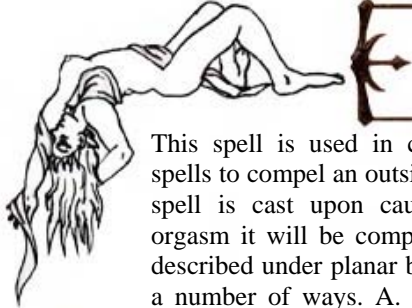 This spell is used in c
spells to compel an outsi
spell is cast upon cau
orgasm it will be comp
described under planar b
a number of ways. A.